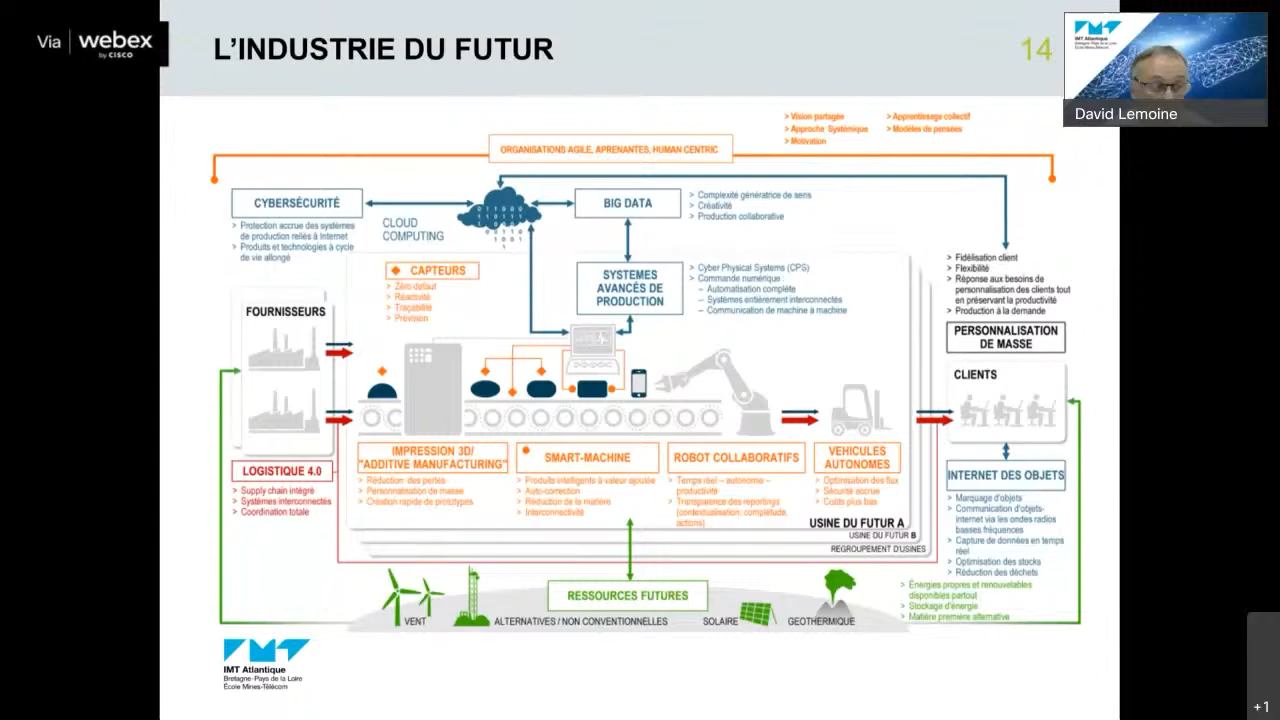 Via webex
by CISCO
L'INDUSTRIE DU FUTUR
14
IMT Atlantique
Bretagne-Pays de la Loire
École Mines-Télécom
David Lemoine
> Vision partagée
> Approche Systémique
> Motivation
> Apprentissage collectif
> Modèles de pensées
ORGANISATIONS AGILE, APRENANTES, HUMAN CENTRIC
CYBERSÉCURITÉ
> Protection accrue des systèmes
de production reliés à Internet
> Produits et technologies à cycle
de vie allongé
CLOUD
COMPUTING
BIG DATA
> Complexité génératrice de sens
> Créativité
> Production collaborative
CAPTEURS
> Zéro défaut
> Réactivité
> Traçabilité
> Prévision
SYSTEMES
AVANCÉS DE
PRODUCTION
> Cyber Physical Systems (CPS)
> Commande numérique :
– Automatisation complète
– Systèmes entièrement interconnectés
– Communication de machine à machine
> Fidélisation client
> Flexibilité
> Réponse aux besoins de
personnalisation des clients tout
en préservant la productivité
> Production à la demande
PERSONNALISATION
DE MASSE
FOURNISSEURS
CLIENTS
LOGISTIQUE 4.0
> Supply chain intégré
> Systèmes interconnectés
> Coordination totale
IMPRESSION 3D/
"ADDITIVE MANUFACTURING"
> Réduction des pertes
> Personnalisation de masse
> Création rapide de prototypes
SMART-MACHINE
> Produits intelligents à valeur ajoutée
> Auto-correction
> Réduction de la matière
> Interconnectivité
ROBOT COLLABORATIFS
> Temps réel – autonomie –
productivité
> Transparence des reportings
(contextualisation, complétude,
actions)
VEHICULES
AUTONOMES
> Optimisation des flux
> Sécurité accrue
> Coûts plus bas
USINE DU FUTUR A
USINE DU FUTUR B
REGROUPEMENT D'USINES
INTERNET DES OBJETS
> Marquage d'objets
> Communication d'objets-
internet via les ondes radios
basses fréquences
> Capture de données en temps
réel
> Optimisation des stocks
> Réduction des déchets
RESSOURCES FUTURES
> Énergies propres et renouvelables
disponibles partout
> Stockage d'énergie
> Matière première alternative
VENT
ALTERNATIVES / NON CONVENTIONNELLES
SOLAIRE
GEOTHERMIQUE
IMT Atlantique
Bretagne-Pays de la Loire
École Mines-Télécom
+1